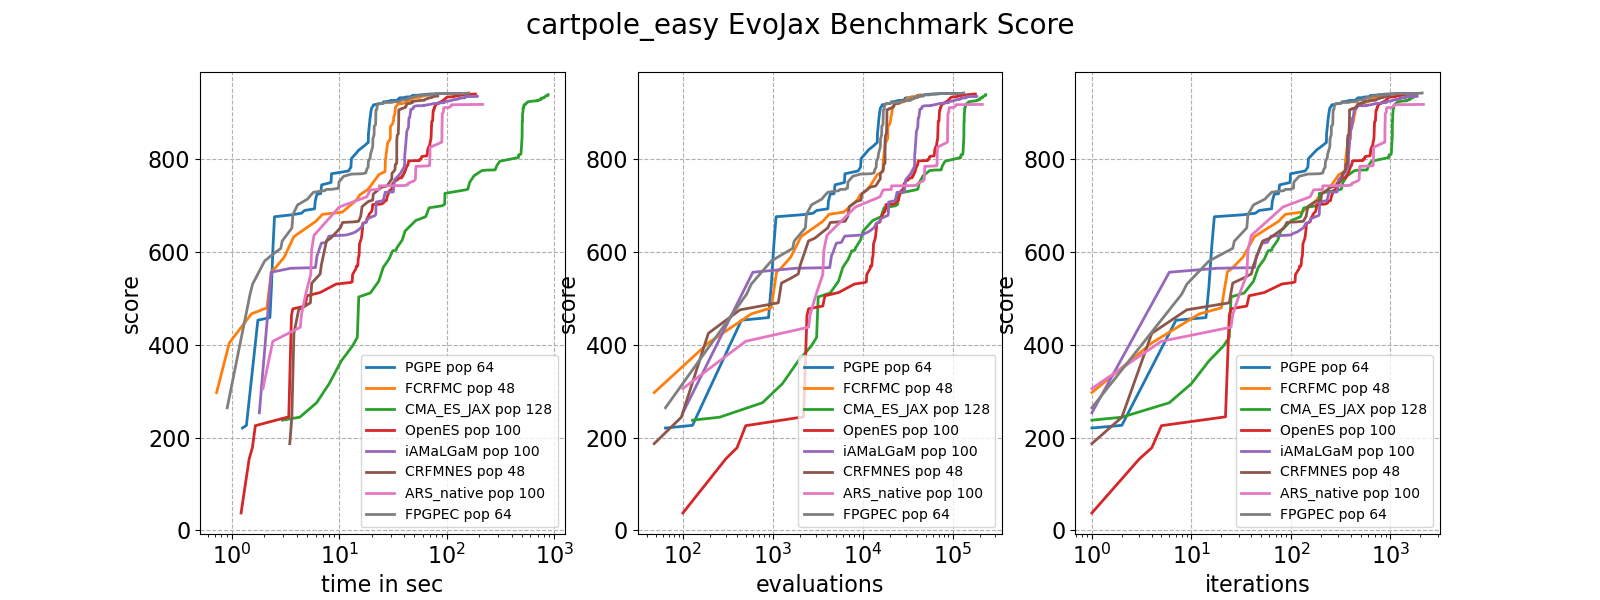 cartpole_easy EvoJax Benchmark Score
score
800
600
400
200
0
10^0
10^1
10^2
10^3
time in sec
PGPE pop 64
FCRFMC pop 48
CMA_ES_JAX pop 128
OpenES pop 100
iAMaLGaM pop 100
CRFMNES pop 48
ARS_native pop 100
FPGPEC pop 64
score
800
600
400
200
0
10^2
10^3
10^4
10^5
evaluations
PGPE pop 64
FCRFMC pop 48
CMA_ES_JAX pop 128
OpenES pop 100
iAMaLGaM pop 100
CRFMNES pop 48
ARS_native pop 100
FPGPEC pop 64
score
800
600
400
200
0
10^0
10^1
10^2
10^3
iterations
PGPE pop 64
FCRFMC pop 48
CMA_ES_JAX pop 128
OpenES pop 100
iAMaLGaM pop 100
CRFMNES pop 48
ARS_native pop 100
FPGPEC pop 64